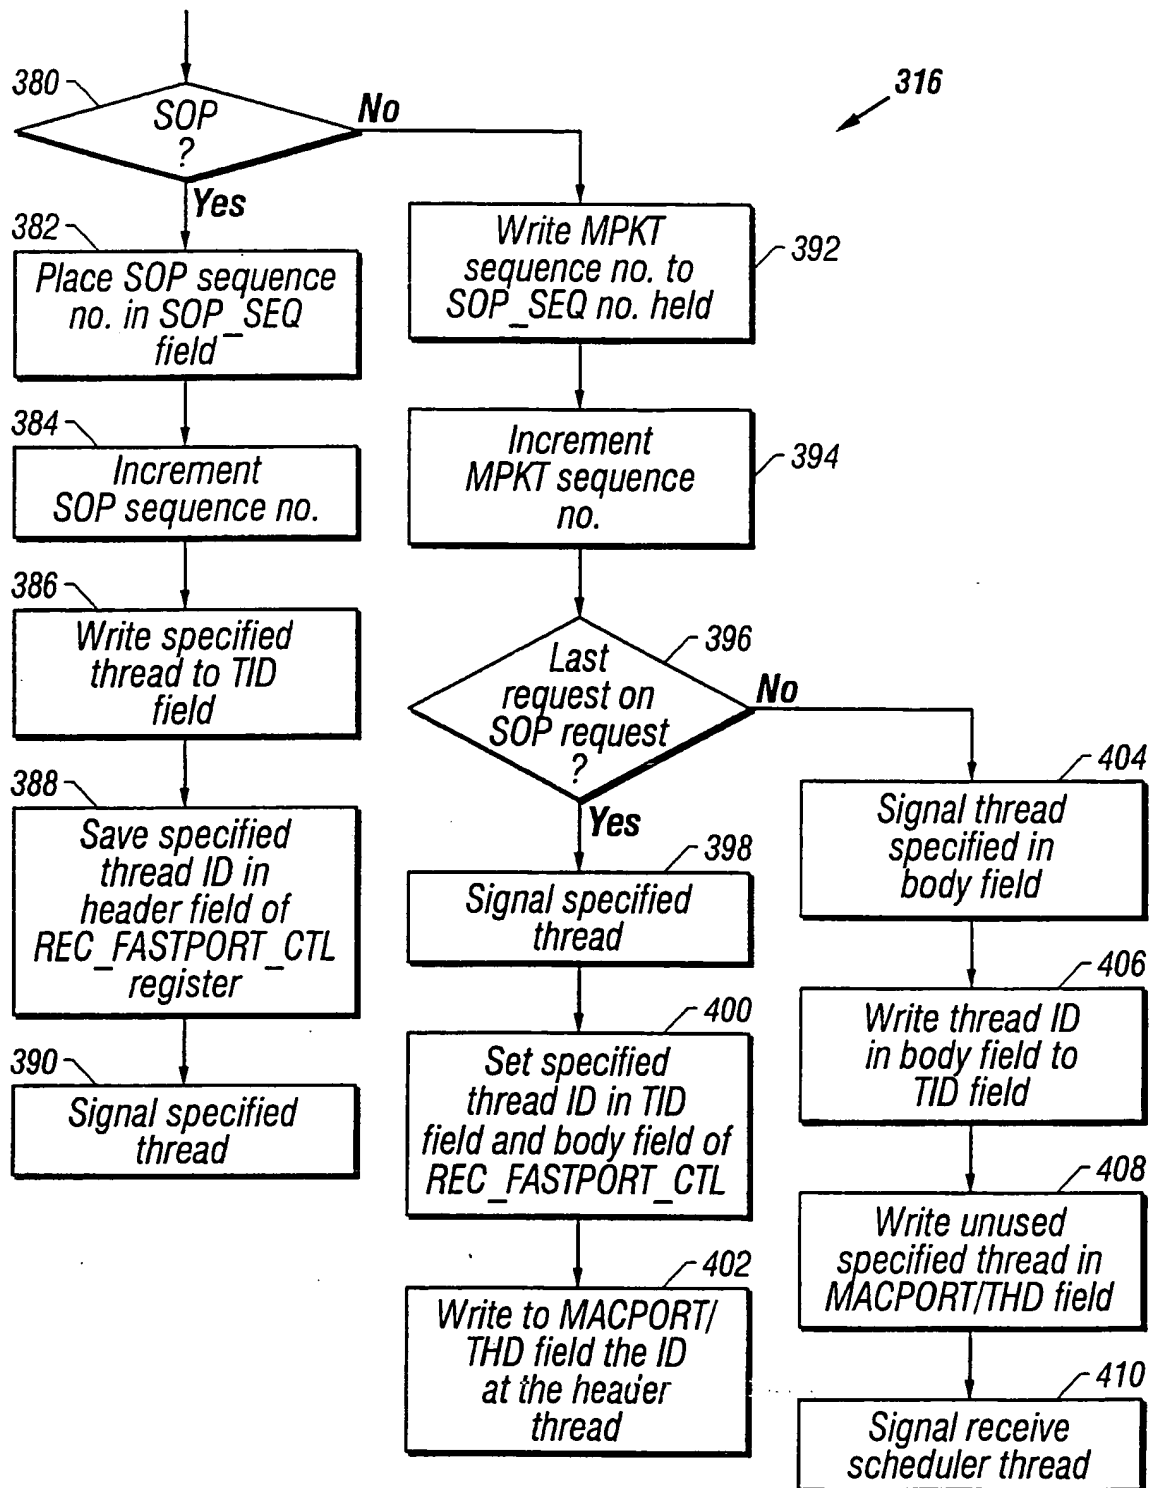 316
380
SOP
?
No
Yes
382
Place SOP sequence
no. in SOP_SEQ
field
384
Increment
SOP sequence no.
386
Write specified
thread to TID
field
388
Save specified
thread ID in
header field of
REC_FASTPORT_CTL
register
390
Signal specified
thread
Write MPKT
sequence no. to
SOP_SEQ no. held
392
Increment
MPKT sequence
no.
394
396
Last
request on
SOP request
?
No
Yes
398
Signal specified
thread
400
Set specified
thread ID in TID
field and body field of
REC_FASTPORT_CTL
402
Write to MACPORT/
THD field the ID
at the header
thread
404
Signal thread
specified in
body field
406
Write thread ID
in body field to
TID field
408
Write unused
specified thread in
MACPORT/THD field
410
Signal receive
scheduler thread